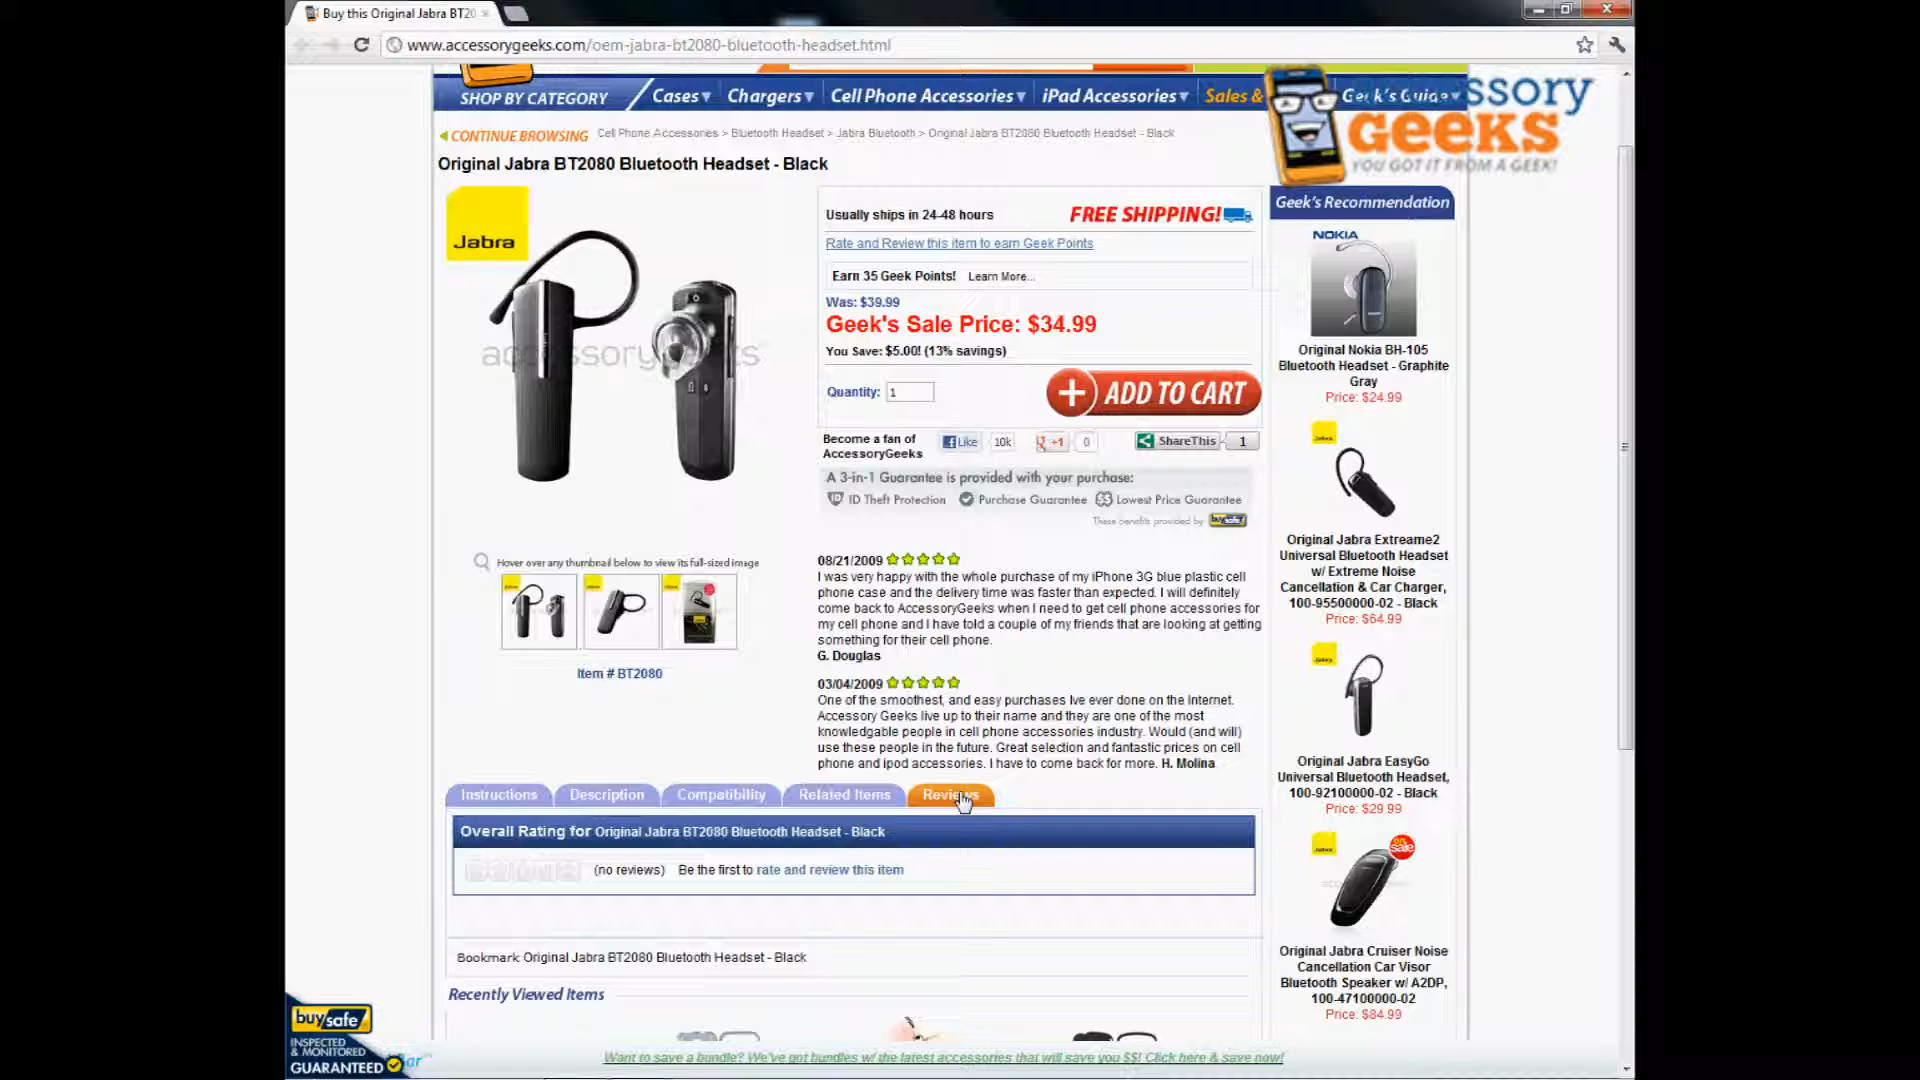 Buy this Original Jabra BT20
www.accessorygeeks.com/oem-jabra-bt2080-bluetooth-headset.html
SHOP BY CATEGORY
Cases
Chargers
Cell Phone Accessories
iPad Accessories
Sales &
Geek's Guide
ssory
GEEKS
YOU GOT IT FROM A GEEK!
CONTINUE BROWSING
Cell Phone Accessories > Bluetooth Headset > Jabra Bluetooth > Original Jabra BT2080 Bluetooth Headset - Black
Original Jabra BT2080 Bluetooth Headset - Black
Jabra
accessorygeeks
Usually ships in 24-48 hours
FREE SHIPPING!
Rate and Review this item to earn Geek Points
Earn 35 Geek Points! Learn More...
Was: $39.99
Geek's Sale Price: $34.99
You Save: $5.00! (13% savings)
Quantity: 1
ADD TO CART
Become a fan of
AccessoryGeeks
Like 10k
+1 0
ShareThis 1
A 3-in-1 Guarantee is provided with your purchase:
ID Theft Protection
Purchase Guarantee
Lowest Price Guarantee
These benefits provided by buySafe
Hover over any thumbnail below to view its full-sized image
Item # BT2080
08/21/2009
I was very happy with the whole purchase of my iPhone 3G blue plastic cell
phone case and the delivery time was faster than expected. I will definitely
come back to AccessoryGeeks when I need to get cell phone accessories for
my cell phone and I have told a couple of my friends that are looking at getting
something for their cell phone.
G. Douglas
03/04/2009
One of the smoothest, and easy purchases Ive ever done on the Internet.
Accessory Geeks live up to their name and they are one of the most
knowledgable people in cell phone accessories industry. Would (and will)
use these people in the future. Great selection and fantastic prices on cell
phone and ipod accessories. I have to come back for more. H. Molina
Instructions
Description
Compatibility
Related Items
Reviews
Overall Rating for Original Jabra BT2080 Bluetooth Headset - Black
(no reviews) Be the first to rate and review this item
Bookmark Original Jabra BT2080 Bluetooth Headset - Black
Recently Viewed Items
Geek's Recommendation
NOKIA
Original Nokia BH-105
Bluetooth Headset - Graphite
Gray
Price: $24.99
Original Jabra Extreame2
Universal Bluetooth Headset
w/ Extreme Noise
Cancellation & Car Charger,
100-95500000-02 - Black
Price: $64.99
Original Jabra EasyGo
Universal Bluetooth Headset,
100-92100000-02 - Black
Price: $29.99
sale
Original Jabra Cruiser Noise
Cancellation Car Visor
Bluetooth Speaker w/ A2DP,
100-47100000-02
Price: $84.99
buySafe
INSPECTED
& MONITORED
GUARANTEED
Want to save a bundle? We've got bundles w/ the latest accessories that will save you $$! Click here & save now!